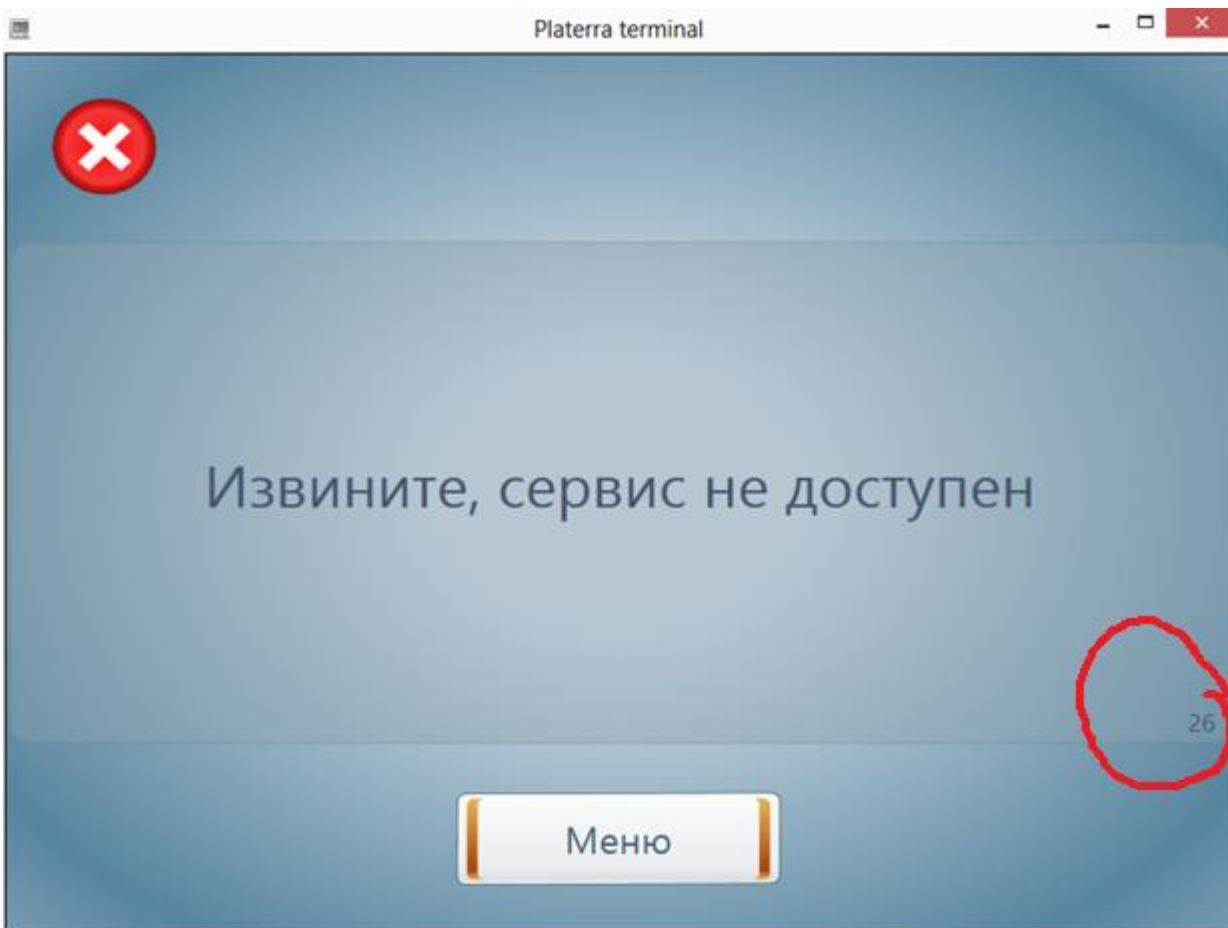 Platerra terminal
Извините, сервис не доступен
26
Меню